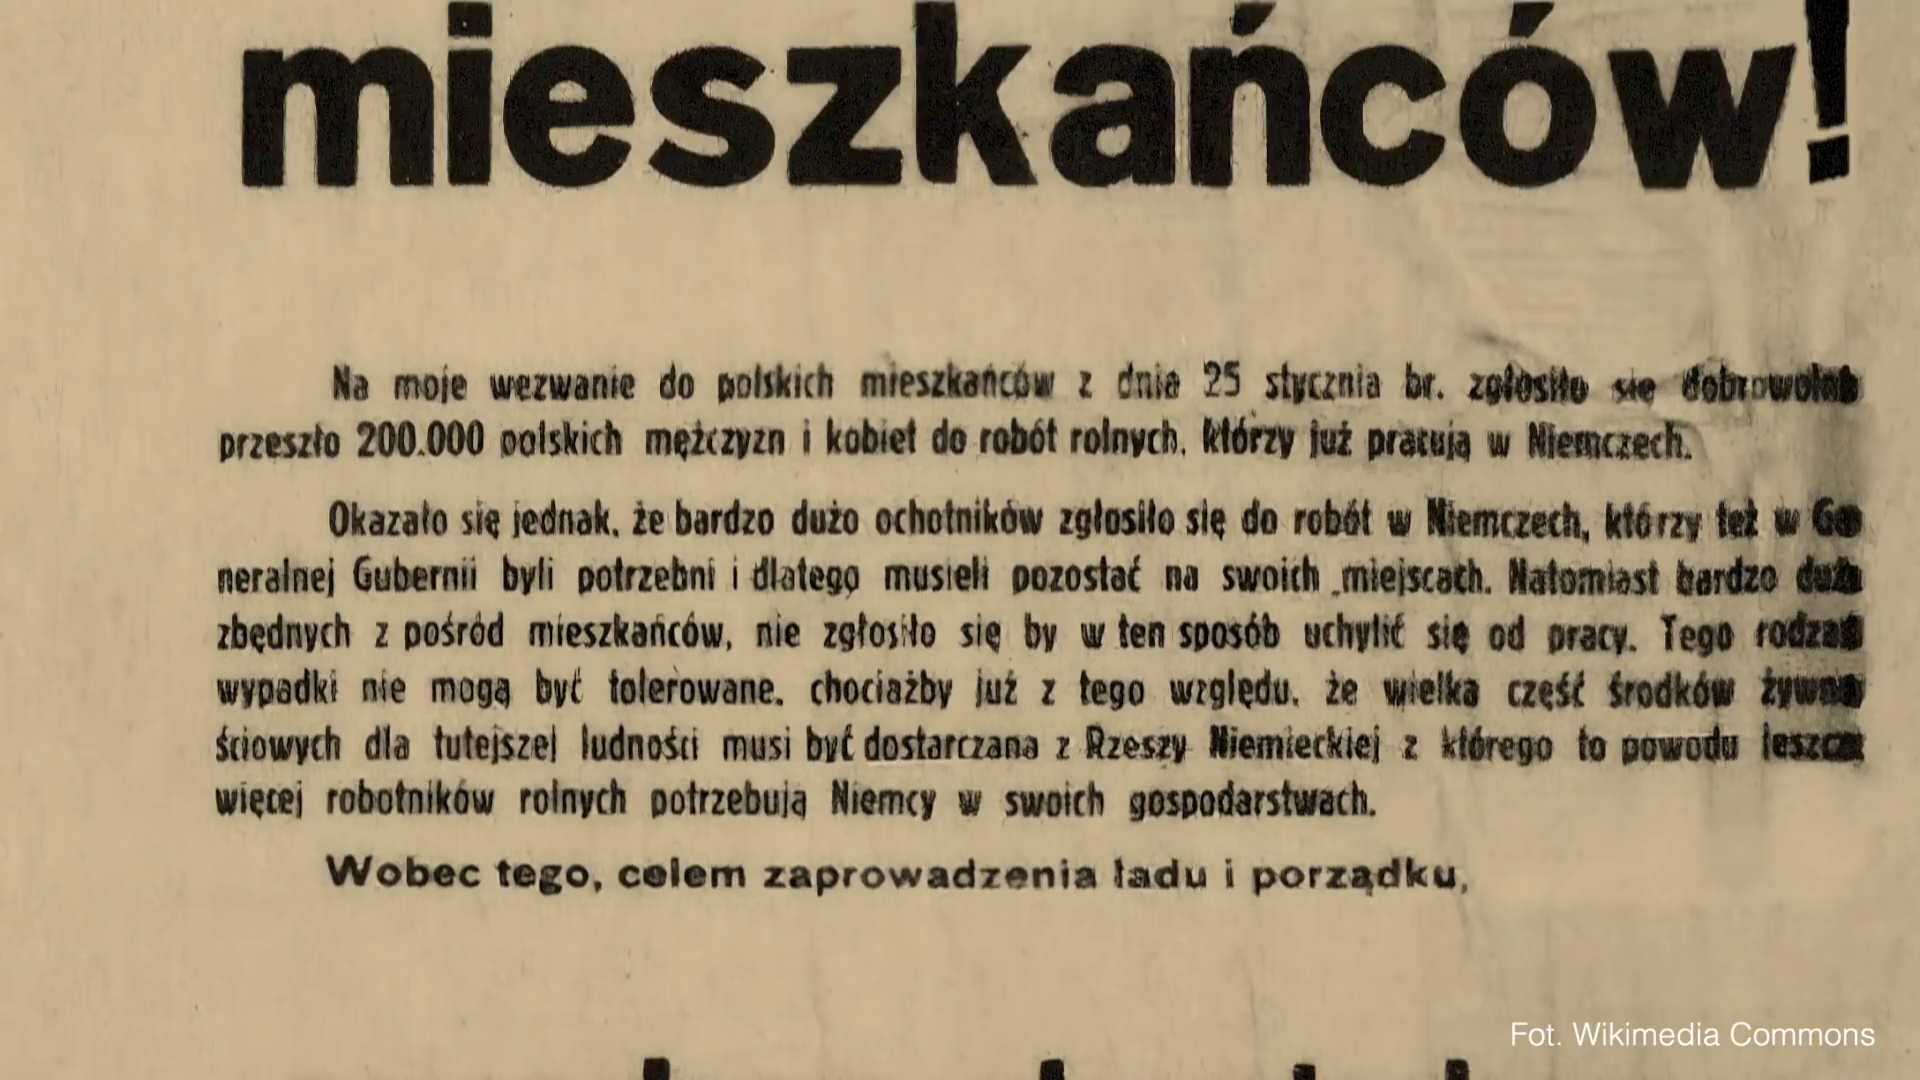 mieszkańców!
Na moje wezwanie do polskich mieszkańców z dnia 25 stycznia br. zgłosiło się dobrowolnie
przeszło 200.000 polskich mężczyzn i kobiet do robót rolnych, którzy już pracują w Niemczech.
Okazało się jednak, że bardzo dużo ochotników zgłosiło się do robót w Niemczech, którzy też w Ge-
neralnej Gubernii byli potrzebni i dlatego musieli pozostać na swoich miejscach. Natomiast bardzo dużo
zbędnych z pośród mieszkańców, nie zgłosiło się by w ten sposób uchylić się od pracy. Tego rodzaj
wypadki nie mogą być tolerowane, chociażby już z tego względu, że wielka część środków żywno-
ściowych dla tutejszej ludności musi być dostarczana z Rzeszy Niemieckiej z którego to powodu jeszcze
więcej robotników rolnych potrzebują Niemcy w swoich gospodarstwach.
Wobec tego, celem zaprowadzenia ładu i porządku,
Fot. Wikimedia Commons